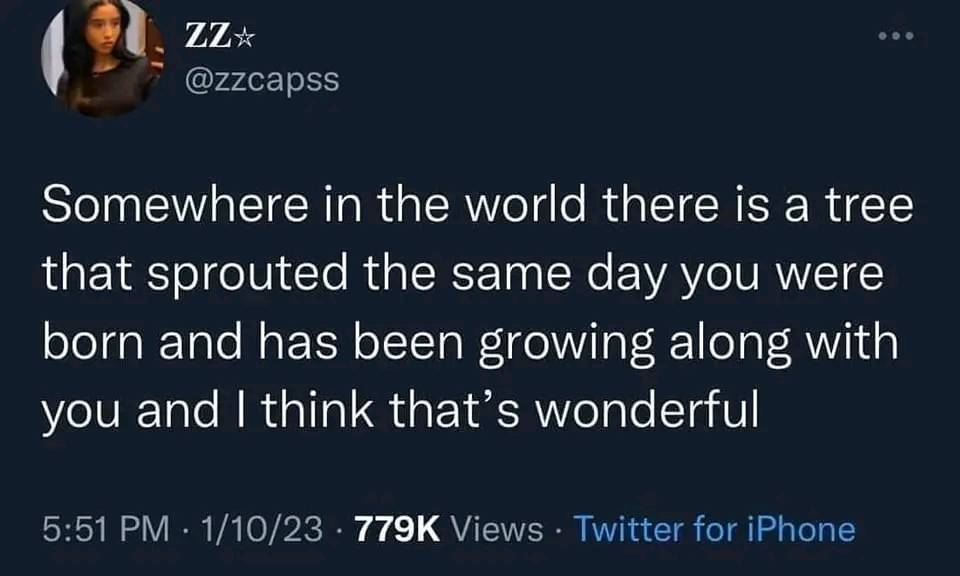 ZZ☆
@zzcapss
Somewhere in the world there is a tree
that sprouted the same day you were
born and has been growing along with
you and I think that’s wonderful
5:51 PM · 1/10/23 · 779K Views · Twitter for iPhone